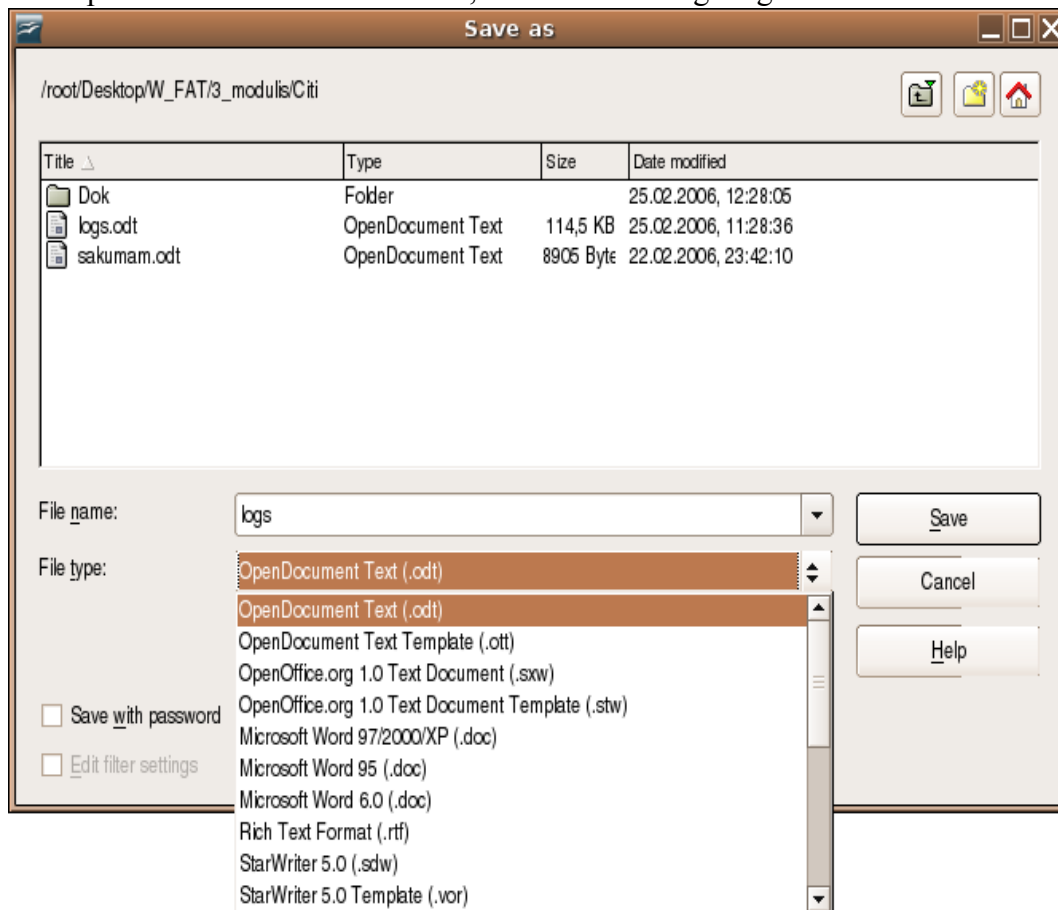 Save as
/root/Desktop/W_FAT/3_modulis/Citi
Title Type Size Date modified
Dok Folder 25.02.2006, 12:28:05
logs.odt OpenDocument Text 114,5 KB 25.02.2006, 11:28:36
sakumam.odt OpenDocument Text 8905 Byte 22.02.2006, 23:42:10
File name: logs Save
File type: OpenDocument Text (.odt) Cancel
OpenDocument Text (.odt)
OpenDocument Text Template (.ott)
Help
OpenOffice.org 1.0 Text Document (.sxw)
OpenOffice.org 1.0 Text Document Template (.stw)
Save with password
Microsoft Word 97/2000/XP (.doc)
Edit filter settings
Microsoft Word 95 (.doc)
Microsoft Word 6.0 (.doc)
Rich Text Format (.rtf)
StarWriter 5.0 (.sdw)
StarWriter 5.0 Template (.vor)